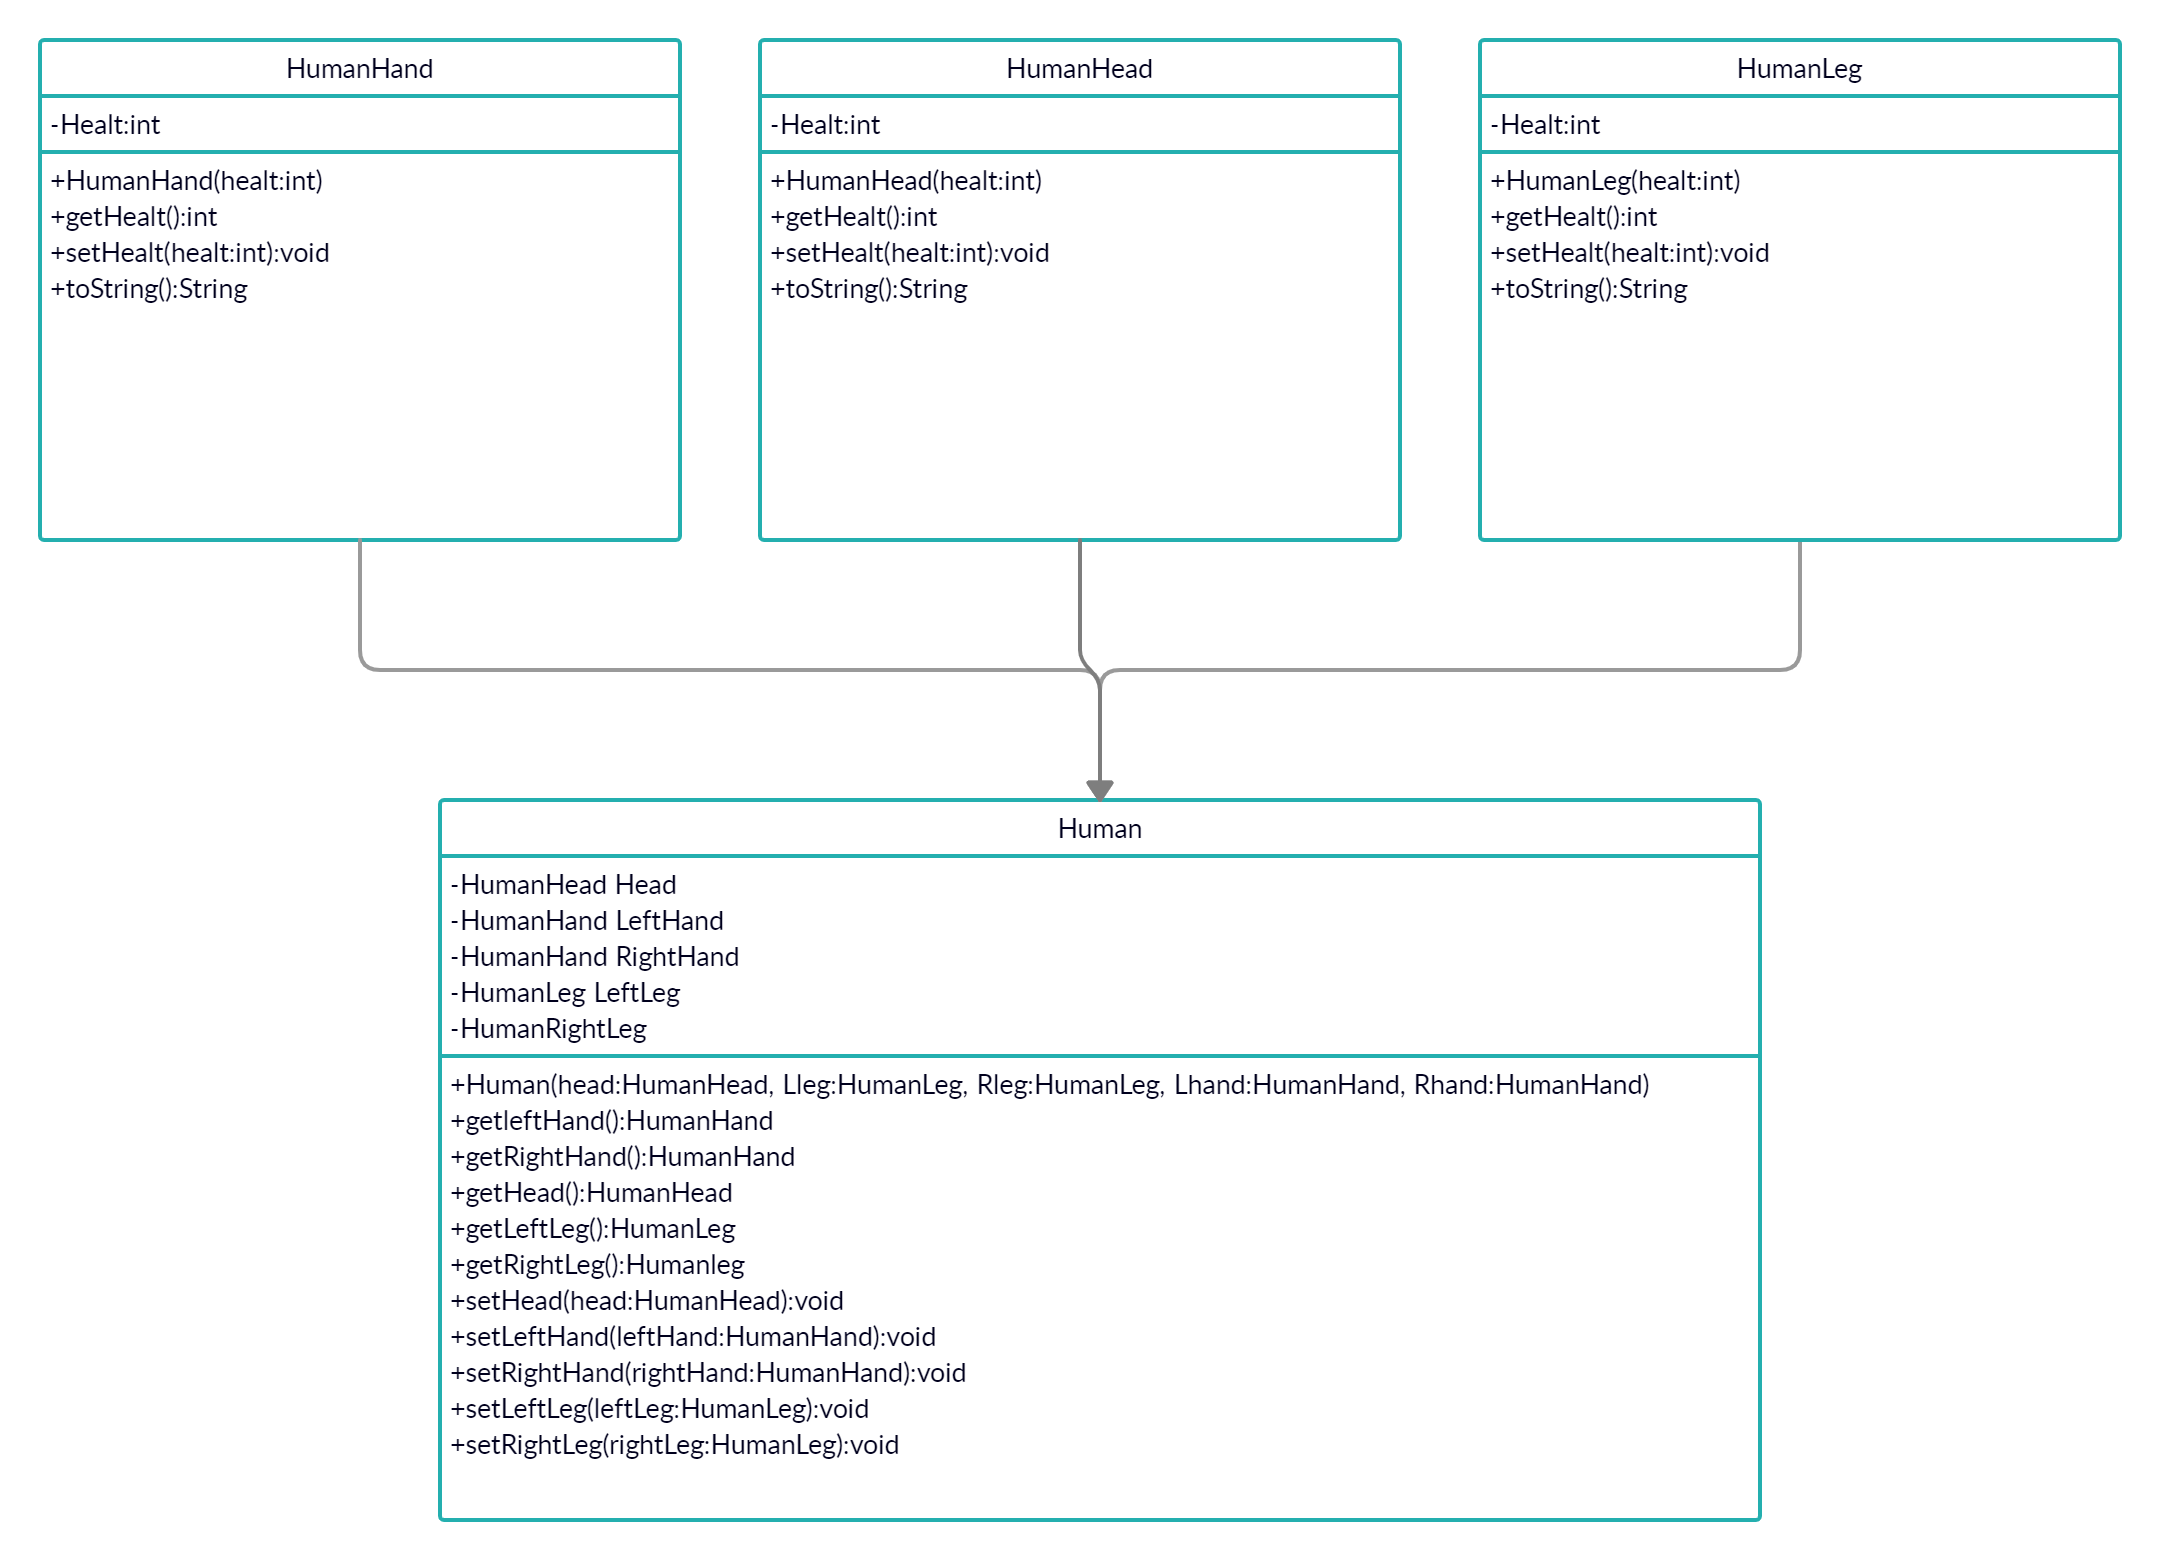 HumanHand
-Healt:int
+HumanHand(healt:int)
+getHealt():int
+setHealt(healt:int):void
+toString():String
HumanHead
-Healt:int
+HumanHead(healt:int)
+getHealt():int
+setHealt(healt:int):void
+toString():String
HumanLeg
-Healt:int
+HumanLeg(healt:int)
+getHealt():int
+setHealt(healt:int):void
+toString():String
Human
-HumanHead Head
-HumanHand LeftHand
-HumanHand RightHand
-HumanLeg LeftLeg
-HumanRightLeg
+Human(head:HumanHead, Lleg:HumanLeg, Rleg:HumanLeg, Lhand:HumanHand, Rhand:HumanHand)
+getleftHand():HumanHand
+getRightHand():HumanHand
+getHead():HumanHead
+getLeftLeg():HumanLeg
+getRightLeg():Humanleg
+setHead(head:HumanHead):void
+setLeftHand(leftHand:HumanHand):void
+setRightHand(rightHand:HumanHand):void
+setLeftLeg(leftLeg:HumanLeg):void
+setRightLeg(rightLeg:HumanLeg):void